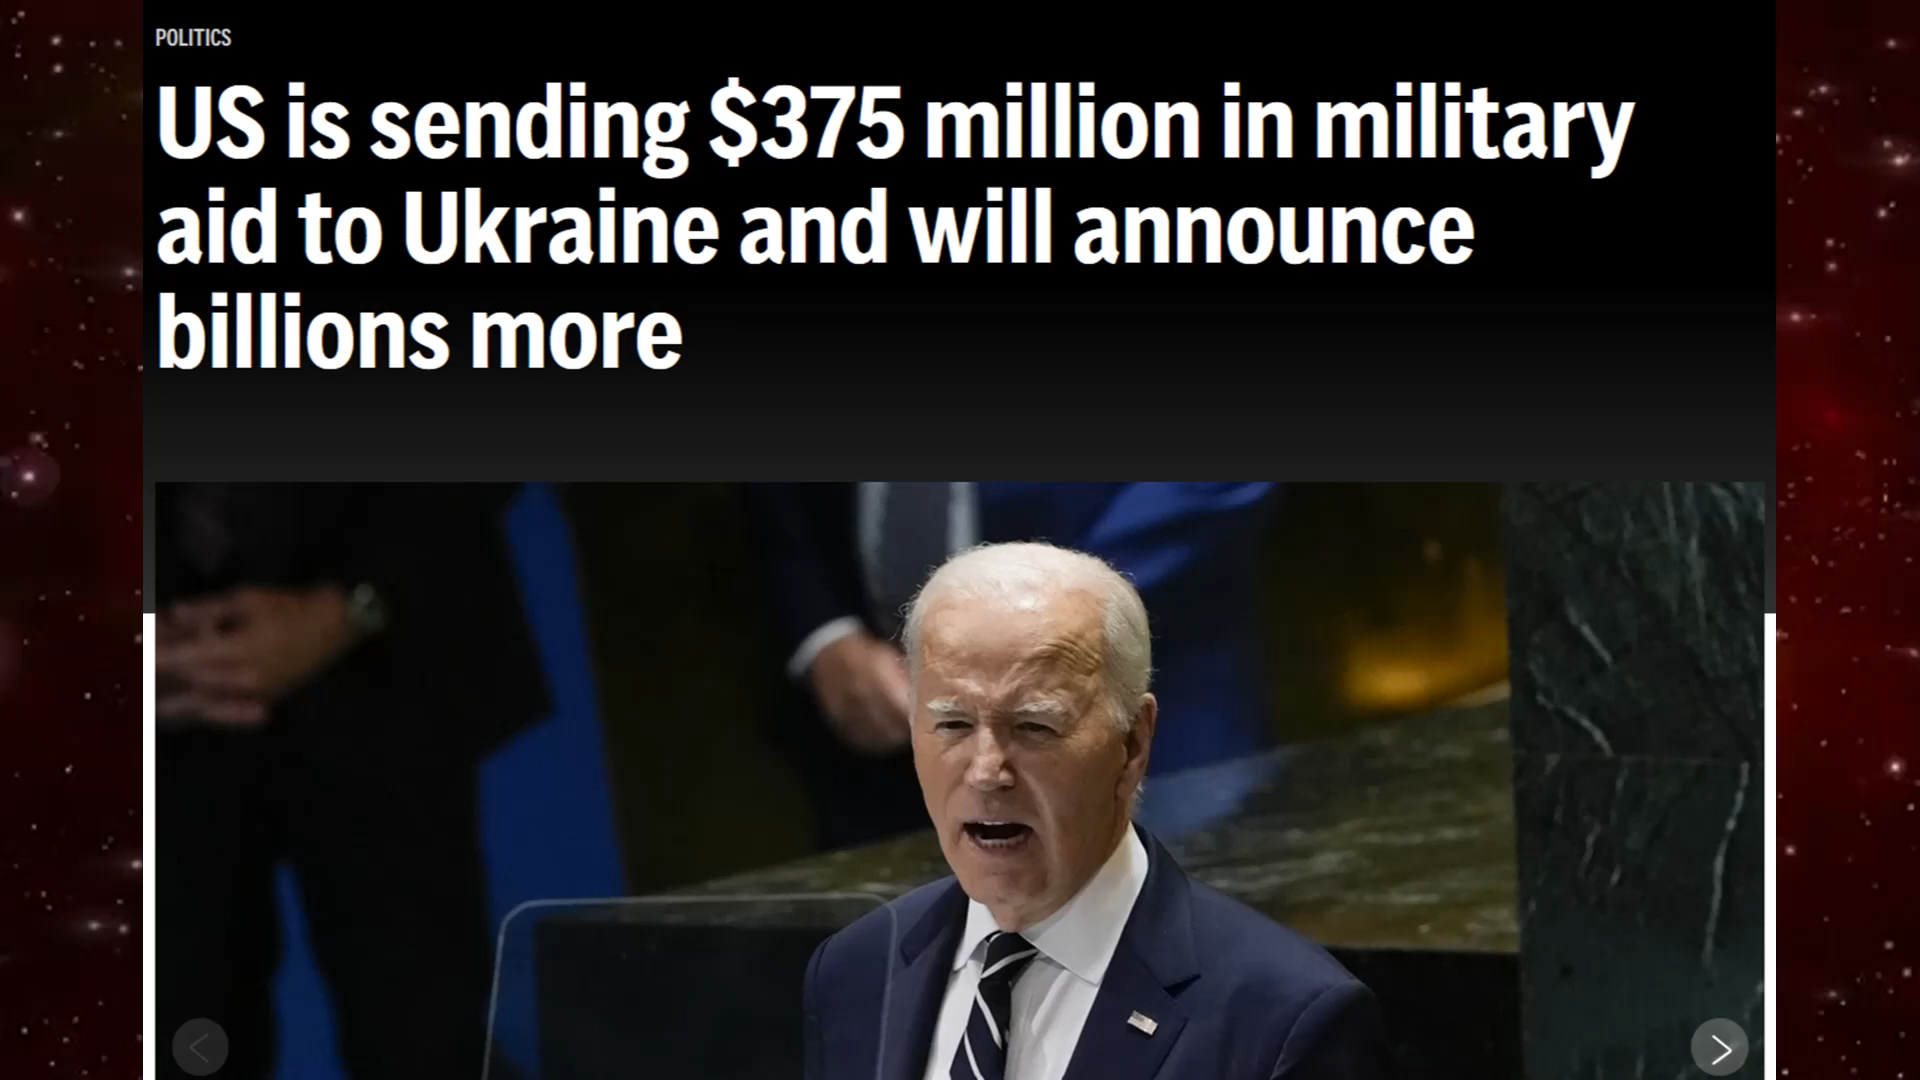 POLITICS
US is sending $375 million in military
aid to Ukraine and will announce
billions more